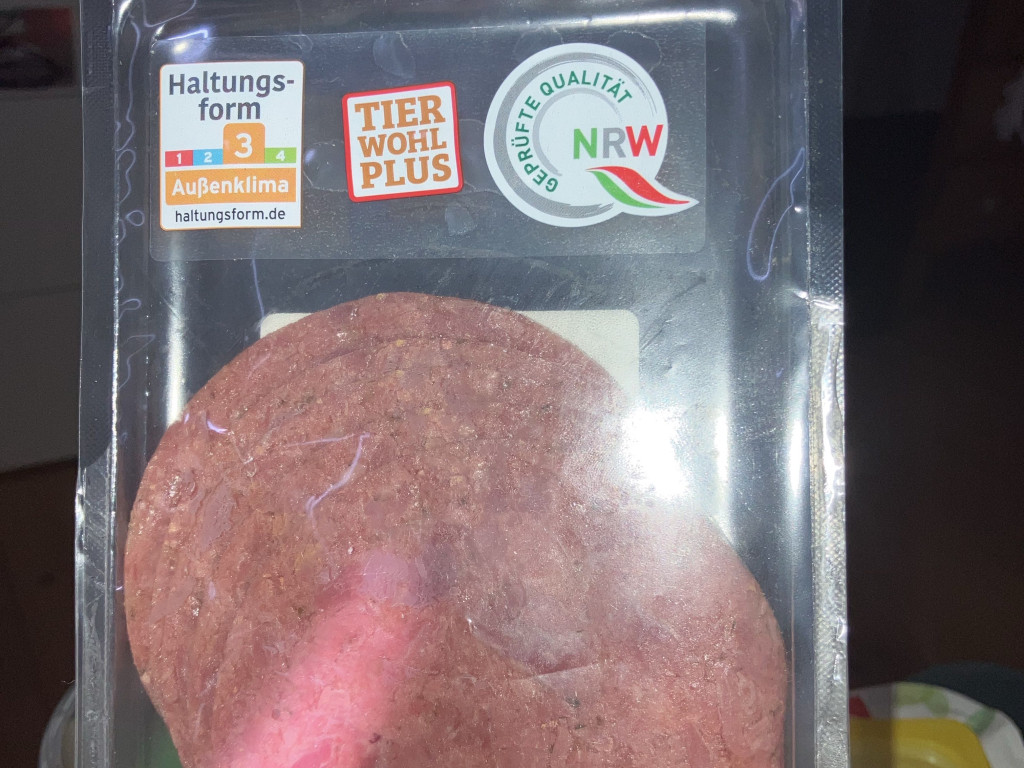 Haltungs-
form
3
1 2 4
Außenklima
haltungsform.de
TIER
WOHL
PLUS
GEPRÜFTE QUALITÄT
NRW